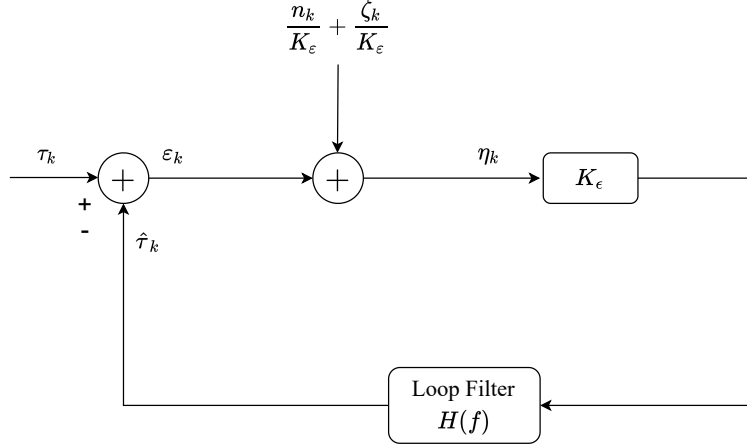 n_k/K_ε + ζ_k/K_ε
τ_k
ε_k
η_k
K_ϵ
+
+
+
-
τ̂_k
Loop Filter
H(f)